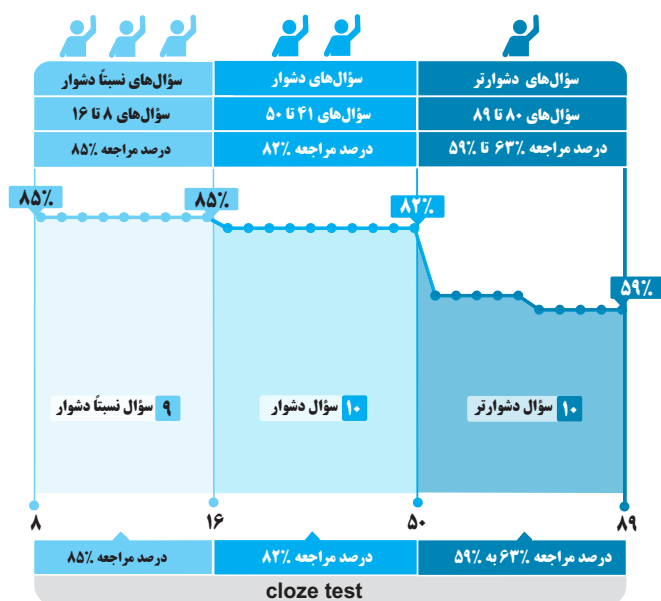 سؤال‌های دشوارتر
سؤال‌های دشوار
سؤال‌های نسبتاً دشوار
سؤال‌های ۸۰ تا ۸۹
سؤال‌های ۴۱ تا ۵۰
سؤال‌های ۸ تا ۱۶
درصد مراجعه ۶۳٪ تا ۵۹٪
درصد مراجعه ۸۲٪
درصد مراجعه ۸۵٪
۸۵٪
۸۵٪
۸۲٪
۵۹٪
۱۰ سؤال دشوارتر
۱۰ سؤال دشوار
۹ سؤال نسبتاً دشوار
۸
۱۶
۵۰
۸۹
درصد مراجعه ۶۳٪ به ۵۹٪
درصد مراجعه ۸۲٪
درصد مراجعه ۸۵٪
cloze test